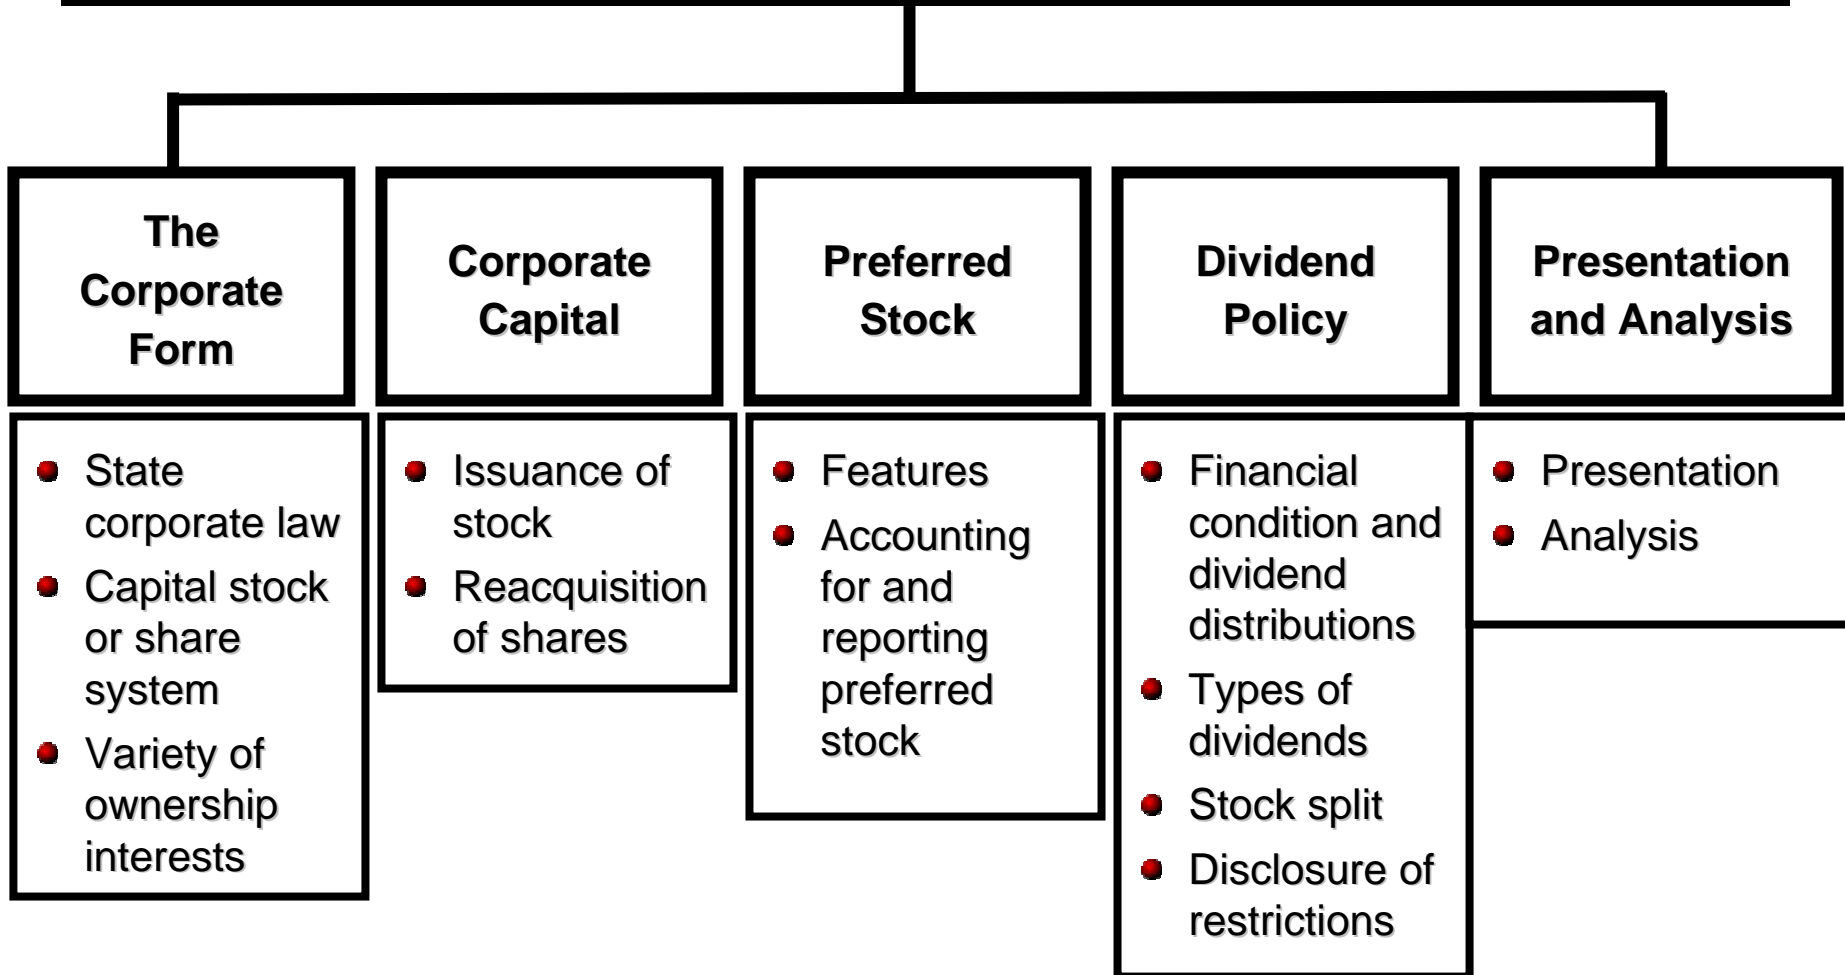 The
Corporate
Form
State
corporate law
Capital stock
or share
system
Variety of
ownership
interests
Corporate
Capital
Issuance of
stock
Reacquisition
of shares
Preferred
Stock
Features
Accounting
for and
reporting
preferred
stock
Dividend
Policy
Financial
condition and
dividend
distributions
Types of
dividends
Stock split
Disclosure of
restrictions
Presentation
and Analysis
Presentation
Analysis